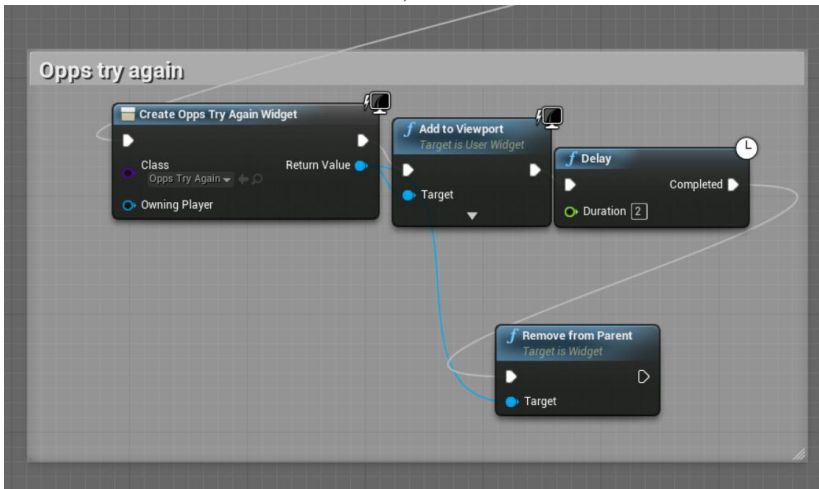 Opps try again
Create Opps Try Again Widget
Class
Opps Try Again
Return Value
Owning Player
f Add to Viewport
Target is User Widget
Target
f Delay
Completed
Duration 2
f Remove from Parent
Target is Widget
Target